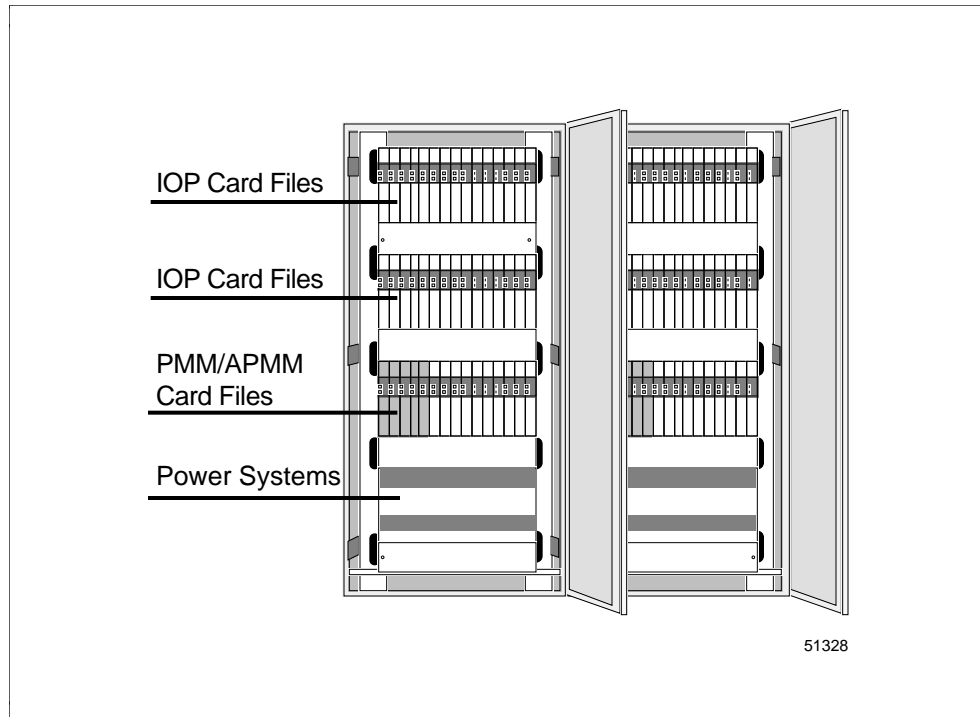 IOP Card Files
IOP Card Files
PMM/APMM
Card Files
Power Systems
51328